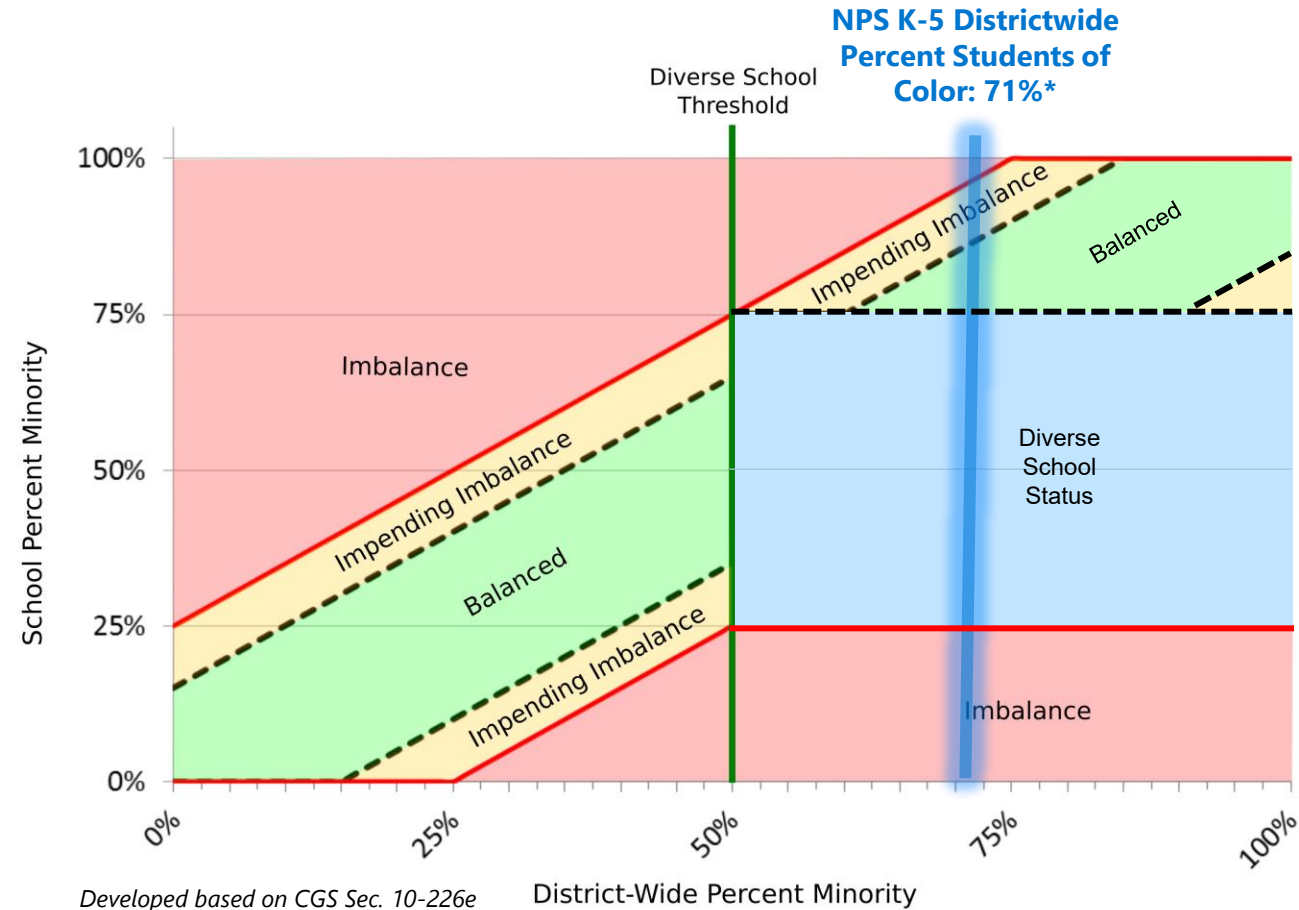 NPS K-5 Districtwide
Percent Students of
Color: 71%*
Diverse School
Threshold
100%
75%
50%
25%
0%
School Percent Minority
Imbalance
Impending Imbalance
Balanced
Impending Imbalance
Impending Imbalance
Balanced
Diverse
School
Status
Imbalance
0%
25%
50%
75%
100%
District-Wide Percent Minority
Developed based on CGS Sec. 10-226e